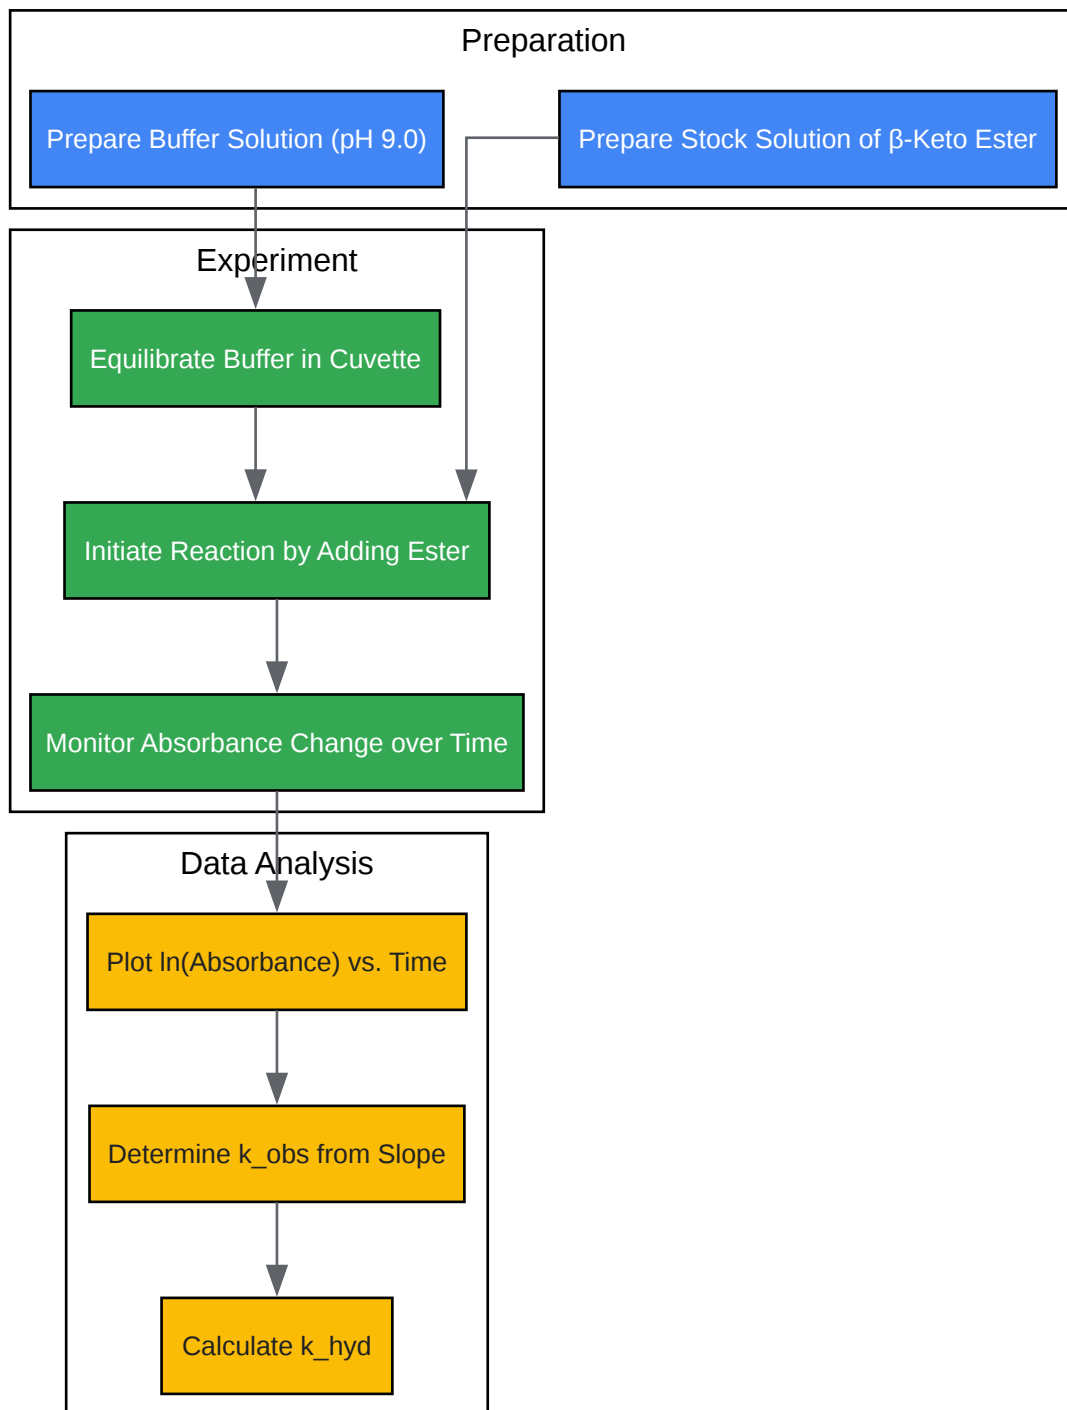 Preparation
Prepare Buffer Solution (pH 9.0)
Prepare Stock Solution of β-Keto Ester
Experiment
Equilibrate Buffer in Cuvette
Initiate Reaction by Adding Ester
Monitor Absorbance Change over Time
Data Analysis
Plot ln(Absorbance) vs. Time
Determine k_obs from Slope
Calculate k_hyd